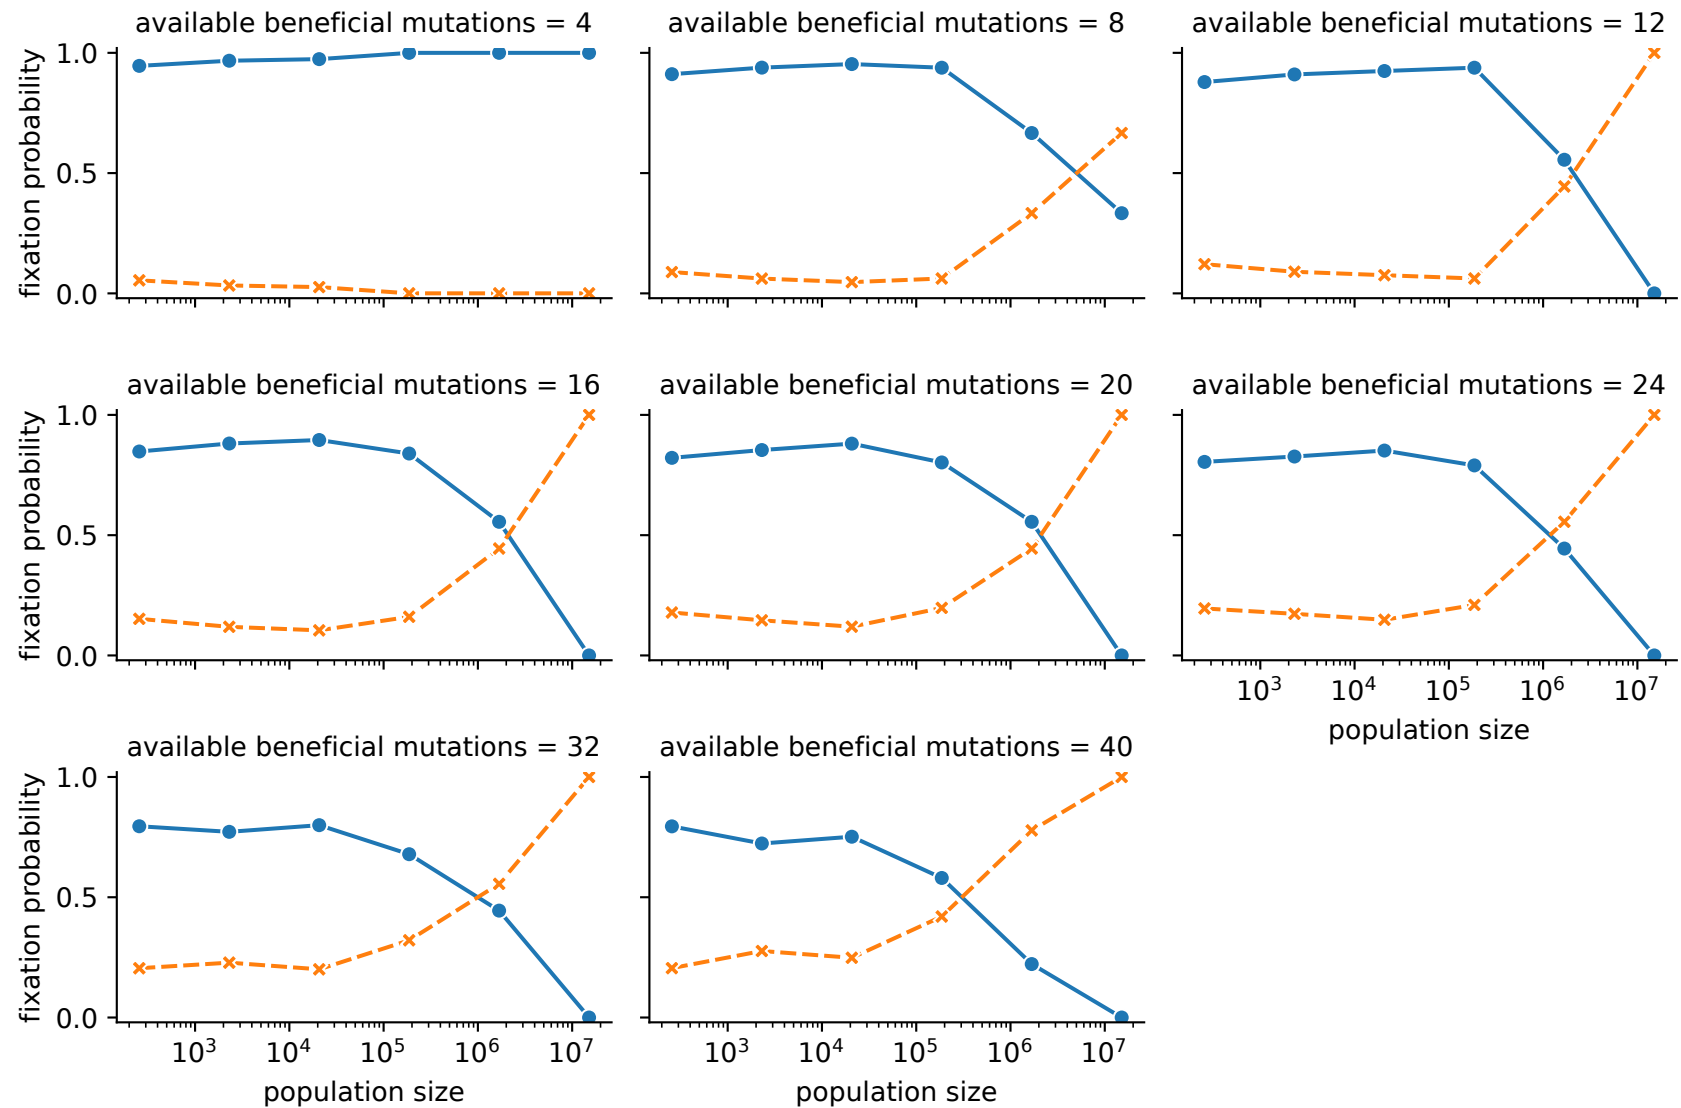 available beneficial mutations = 4
available beneficial mutations = 8
available beneficial mutations = 12
fixation probability
1.0
0.5
0.0
available beneficial mutations = 16
available beneficial mutations = 20
available beneficial mutations = 24
fixation probability
1.0
0.5
0.0
10³ 10⁴ 10⁵ 10⁶ 10⁷
population size
available beneficial mutations = 32
available beneficial mutations = 40
fixation probability
1.0
0.5
0.0
10³ 10⁴ 10⁵ 10⁶ 10⁷
10³ 10⁴ 10⁵ 10⁶ 10⁷
population size
population size